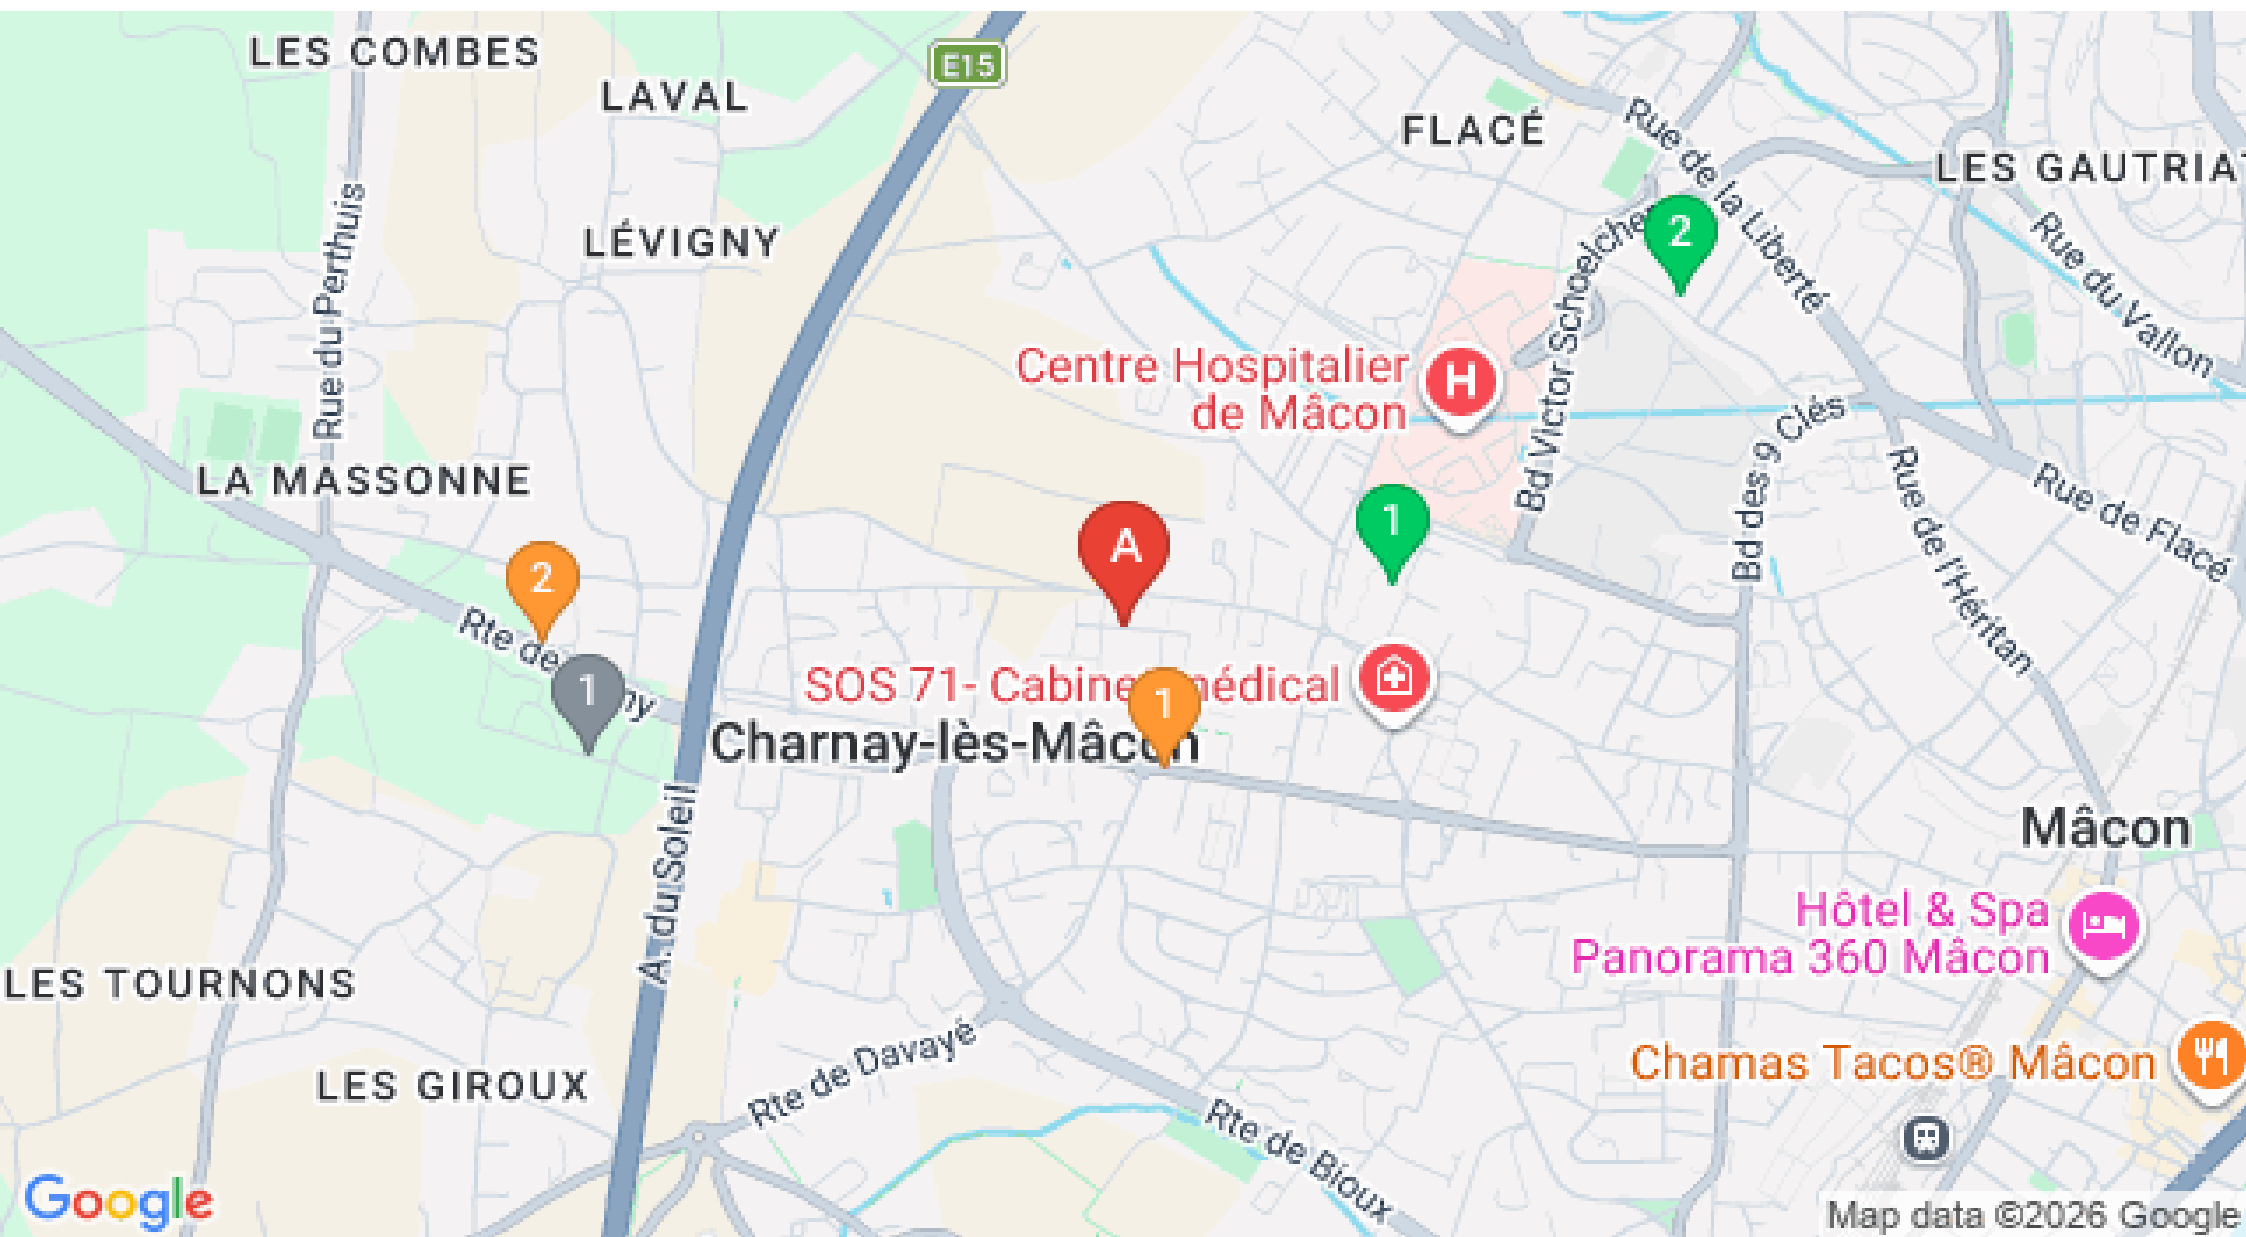 LES COMBES
LAVAL
E15
FLACÉ
Rue de la Liberté
LES GAUTRIAT
Rue du Perthuis
LÉVIGNY
2
Bd Victor Schoelcher
Rue du Vallon
Centre Hospitalier
de Mâcon
H
LA MASSONNE
Bd des 9 Clés
Rue de l'Héritan
Rue de Flacé
A
1
2
Rte de
ny
1
SOS 71- Cabine
médical
1
Charnay-lès-Mâcon
A. du Soleil
Mâcon
Hôtel & Spa
Panorama 360 Mâcon
LES TOURNONS
Rte de Davayé
Chamas Tacos® Mâcon
LES GIROUX
Rte de Bioux
Google
Map data ©2026 Google